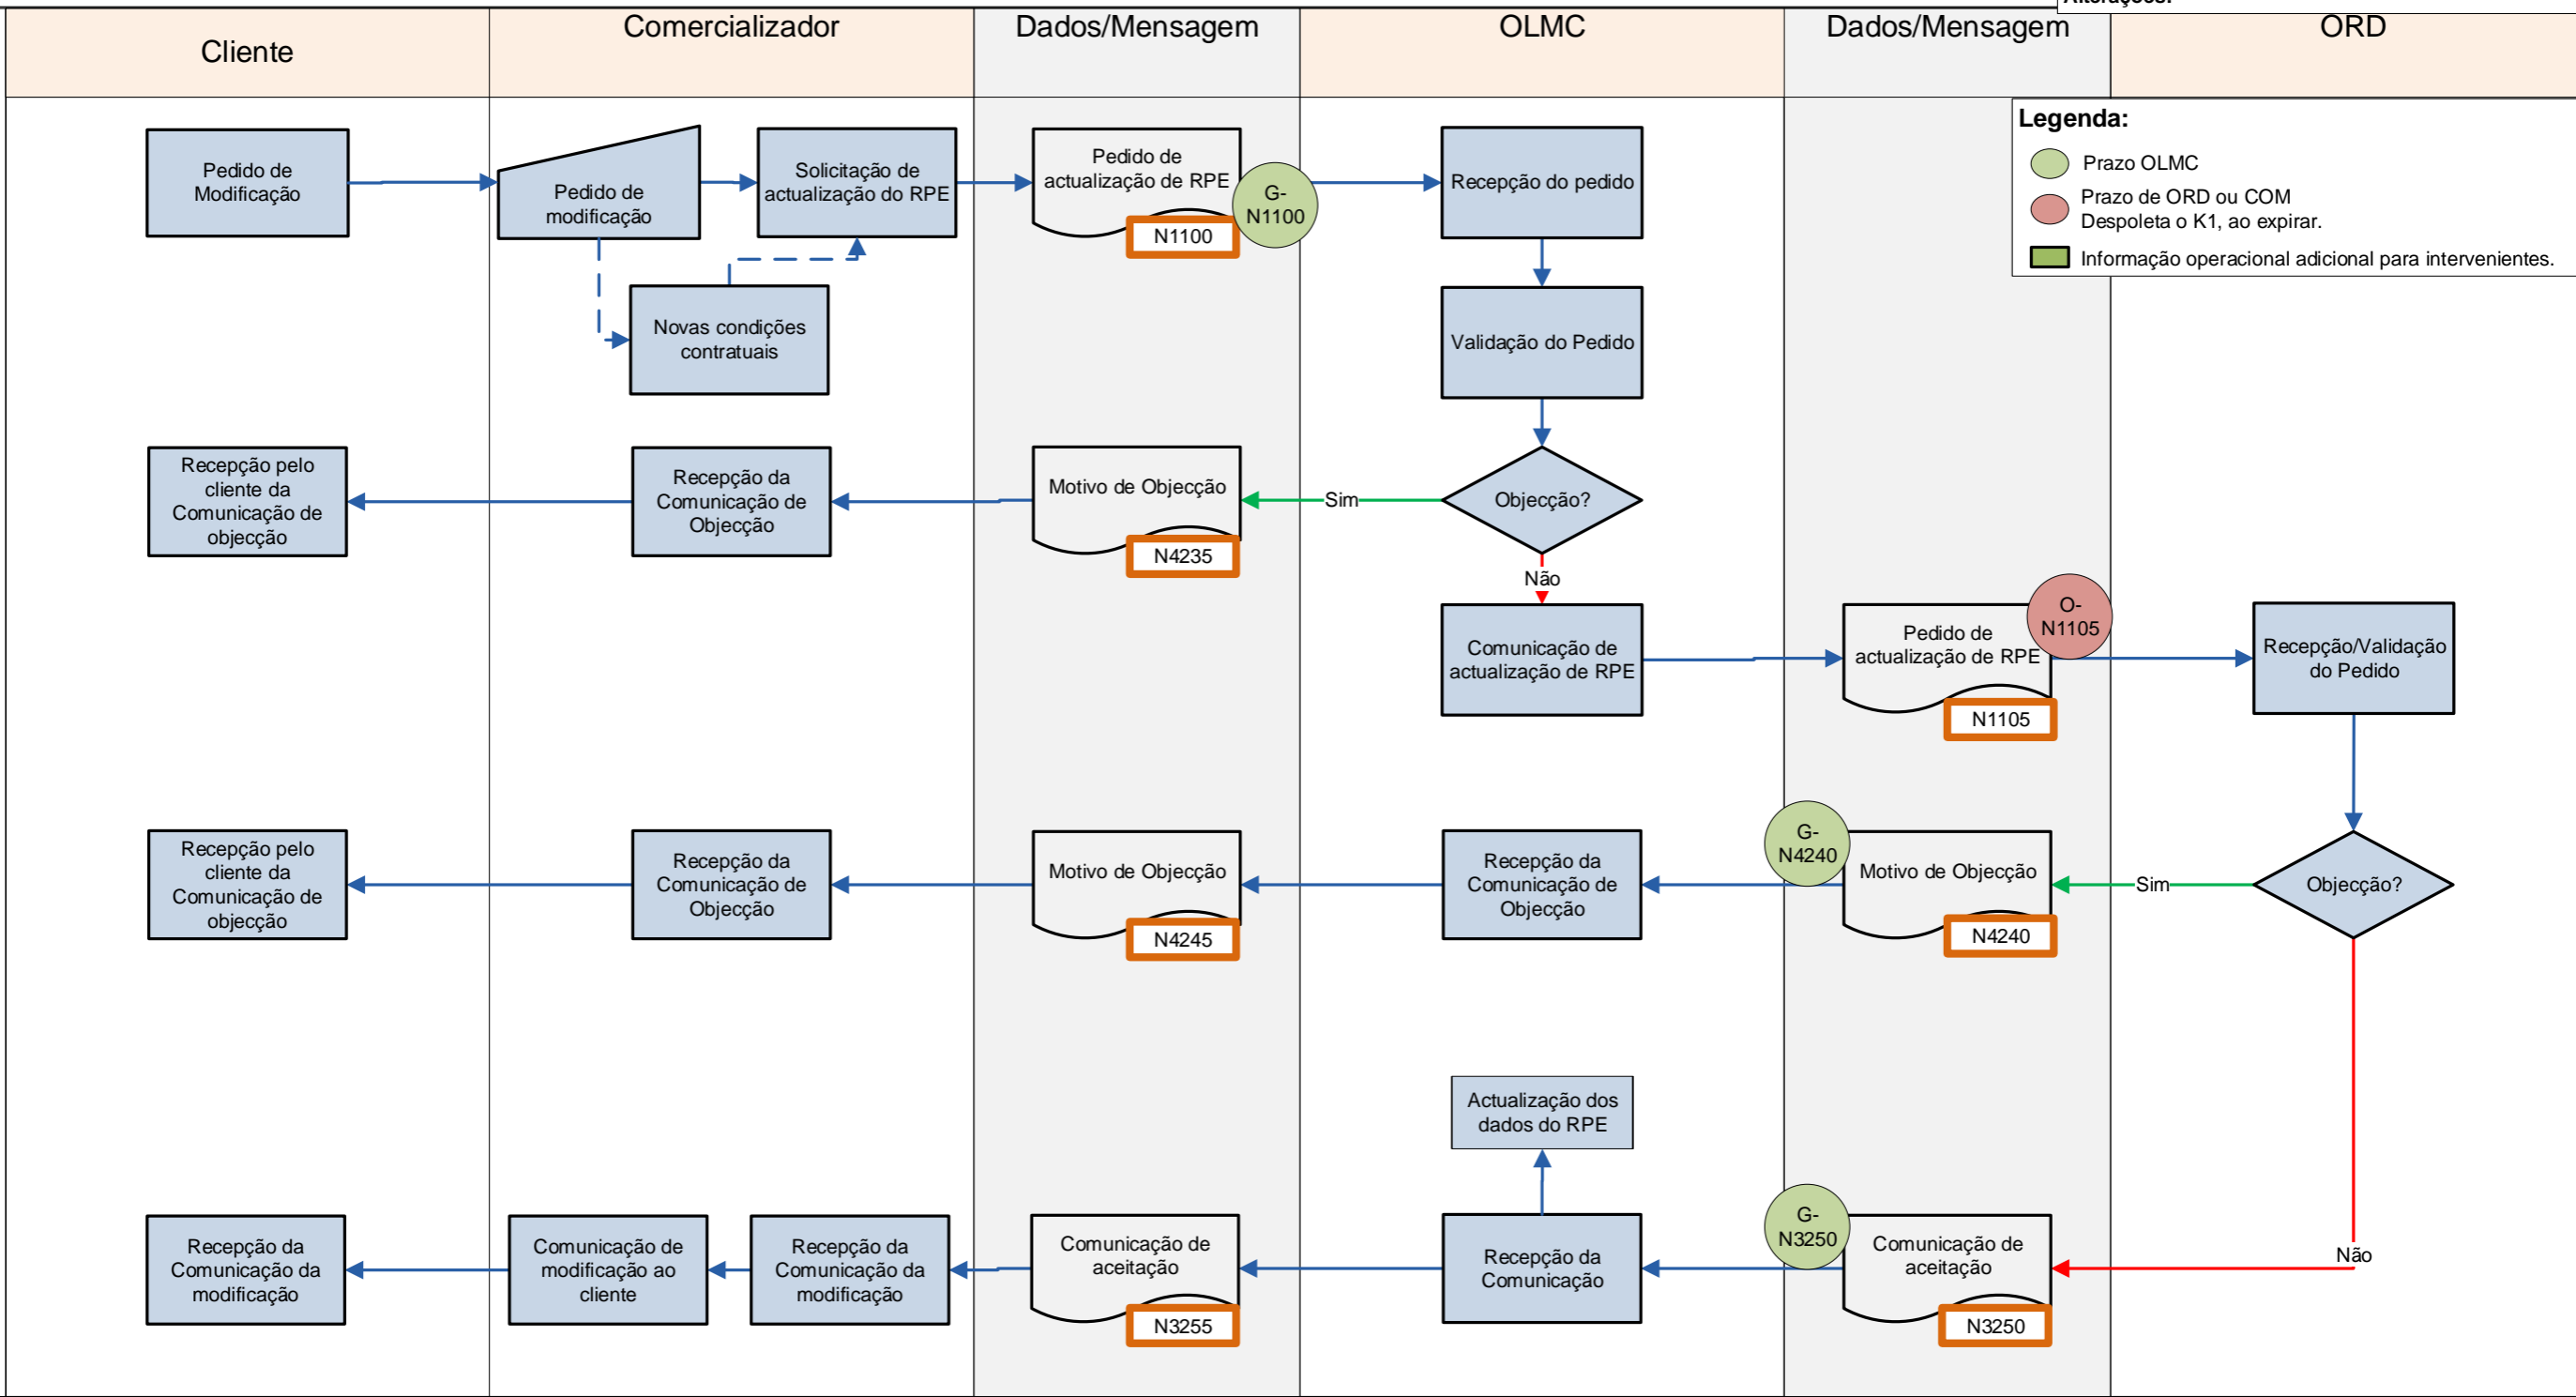 Alterações:
Cliente
Comercializador
Dados/Mensagem
OLMC
Dados/Mensagem
ORD
Legenda:
Prazo OLMC
Prazo de ORD ou COM
Despoleta o K1, ao expirar.
Informação operacional adicional para intervenientes.
Pedido de
Modificação
Pedido de
modificação
Solicitação de
actualização do RPE
Pedido de
actualização de RPE
N1100
G-
N1100
Recepção do pedido
Novas condições
contratuais
Validação do Pedido
Recepção pelo
cliente da
Comunicação de
objecção
Recepção da
Comunicação de
Objecção
Motivo de Objecção
N4235
Sim
Objecção?
Não
Comunicação de
actualização de RPE
Pedido de
actualização de RPE
N1105
O-
N1105
Recepção/Validação
do Pedido
Recepção pelo
cliente da
Comunicação de
objecção
Recepção da
Comunicação de
Objecção
Motivo de Objecção
N4245
Recepção da
Comunicação de
Objecção
G-
N4240
Motivo de Objecção
N4240
Sim
Objecção?
Actualização dos
dados do RPE
Recepção da
Comunicação da
modificação
Comunicação de
modificação ao
cliente
Recepção da
Comunicação da
modificação
Comunicação de
aceitação
N3255
Recepção da
Comunicação
G-
N3250
Comunicação de
aceitação
N3250
Não